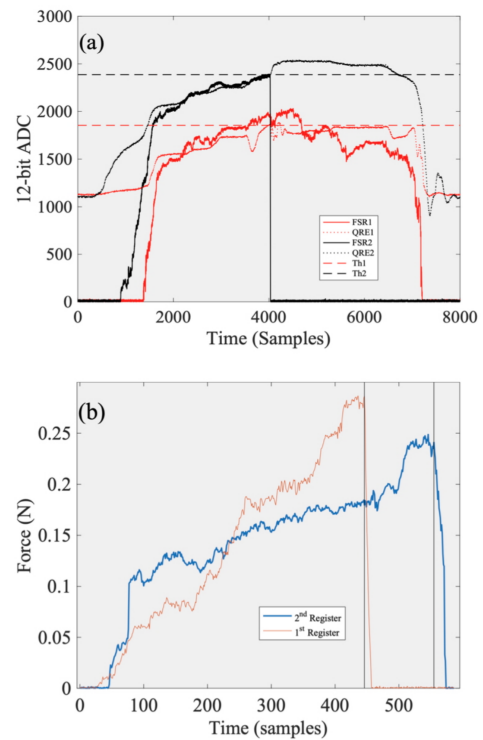 (a)
3000
2500
2000
1500
1000
500
0
12-bit ADC
FSR1
QRE1
FSR2
QRE2
Th1
Th2
0 2000 4000 6000 8000
Time (Samples)
(b)
0.25
0.2
0.15
0.1
0.05
0
Force (N)
2nd Register
1st Register
0 100 200 300 400 500
Time (samples)